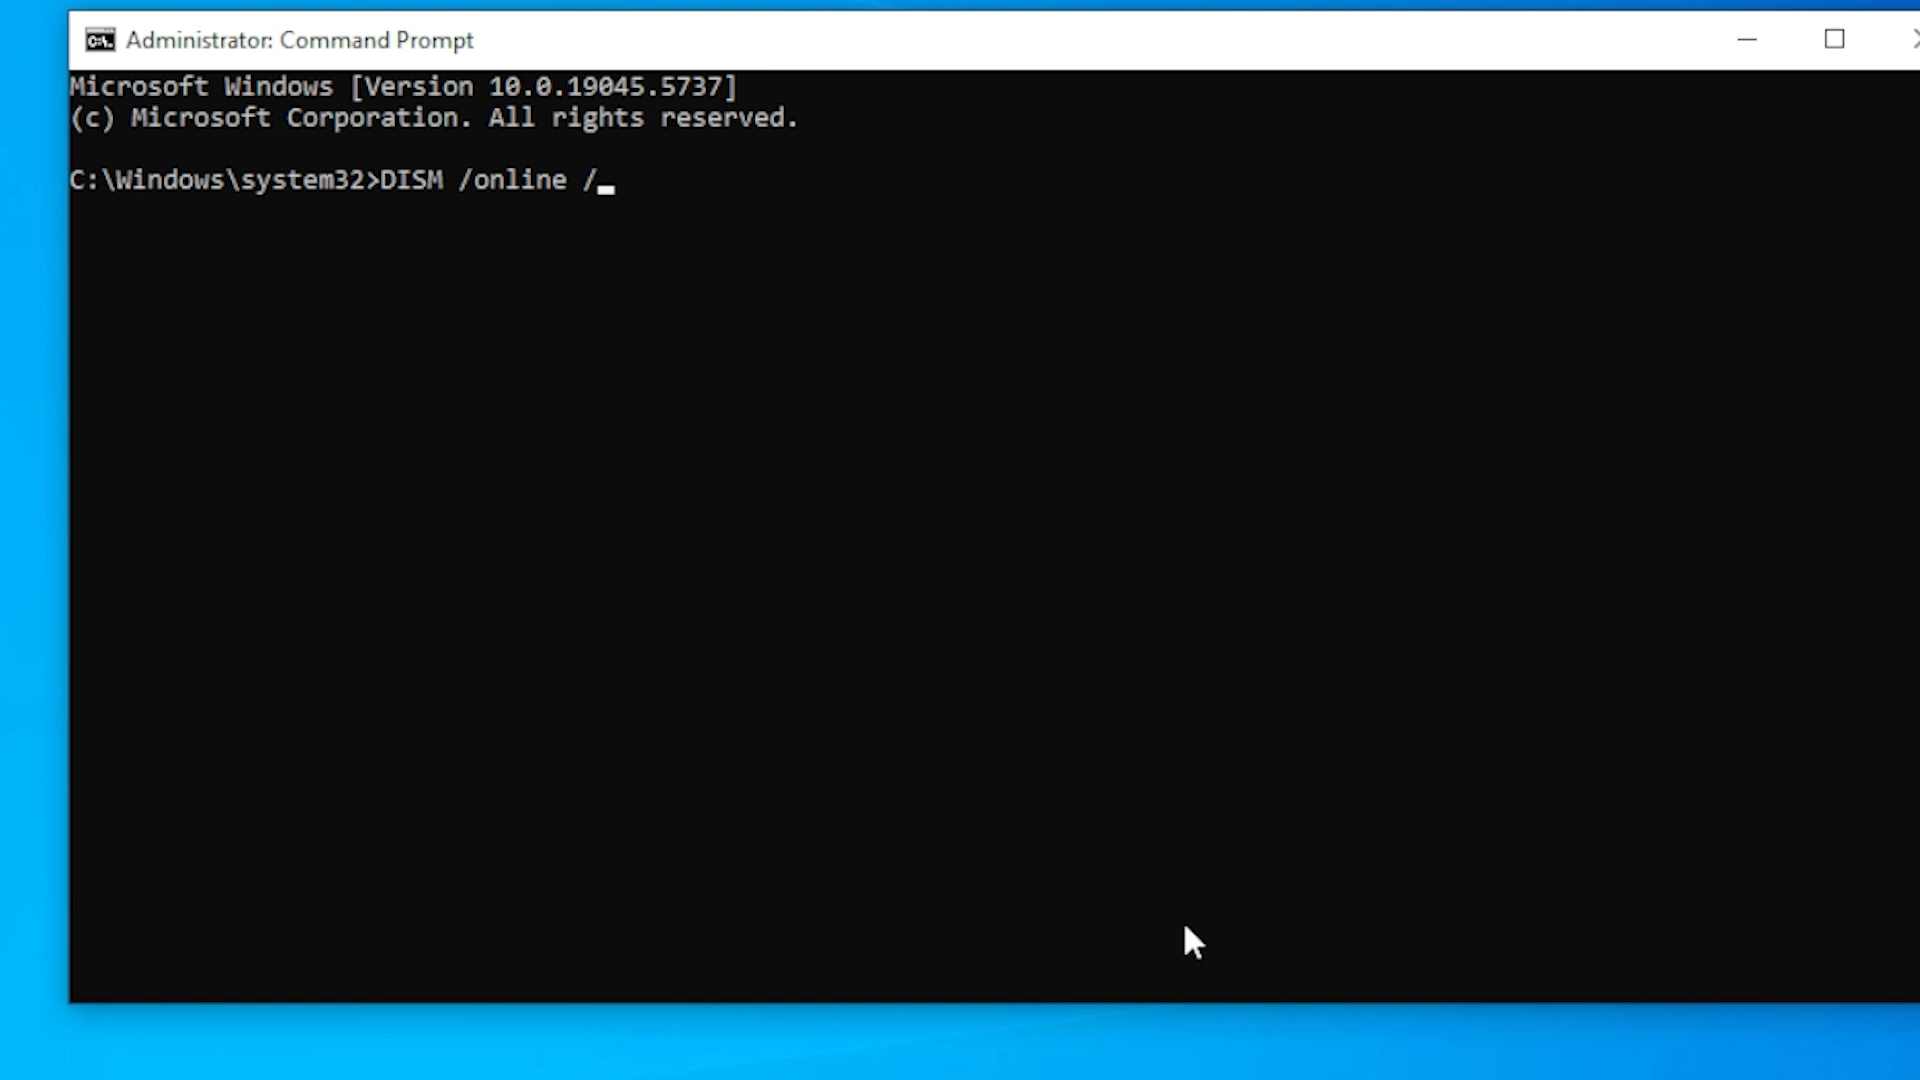 Administrator: Command Prompt
Microsoft Windows [Version 10.0.19045.5737]
(c) Microsoft Corporation. All rights reserved.
C:\Windows\system32>DISM /online /